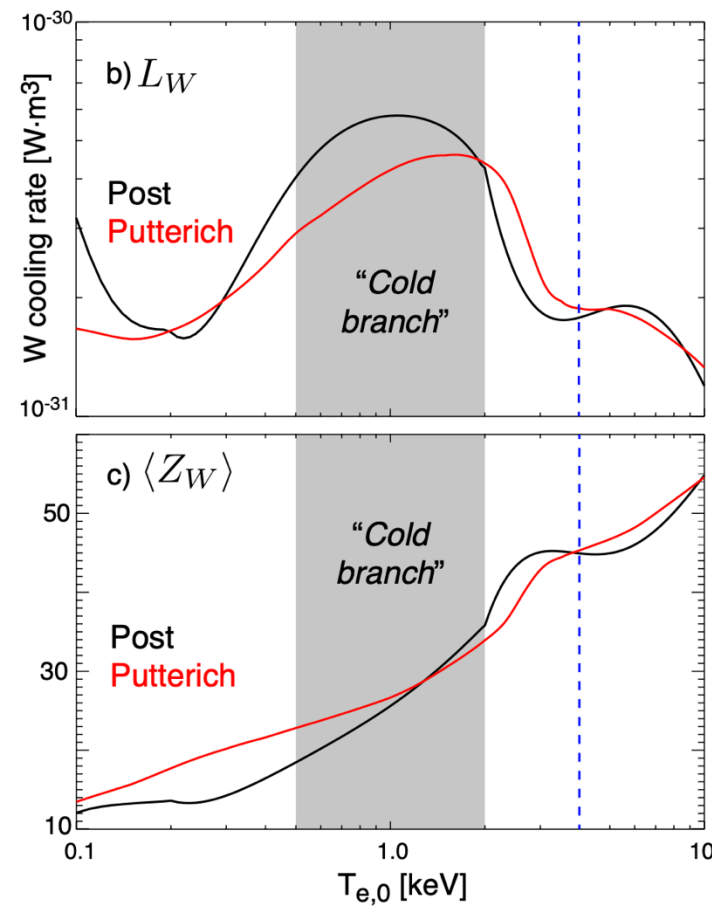 10⁻³⁰
b) L_W
W cooling rate [W·m³]
Post
Putterich
“Cold
branch”
10⁻³¹
c) ⟨Z_W⟩
50
“Cold
branch”
Post
30
Putterich
10
0.1
1.0
10
T_e,0 [keV]